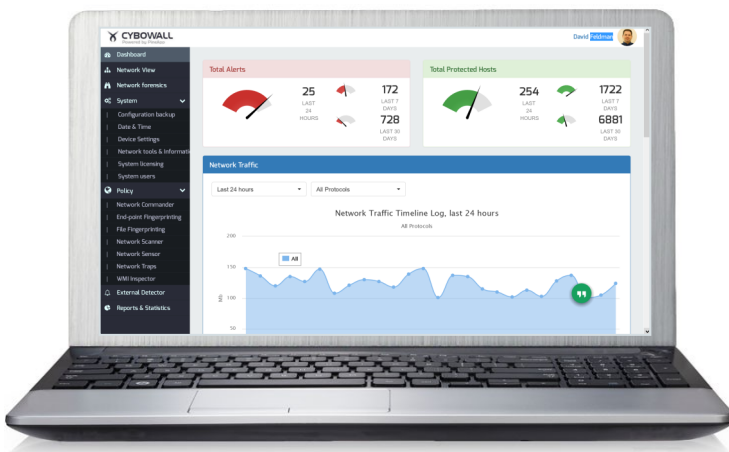 CYBOWALL
Powered by Pineapp
David Feldman
Dashboard
Network View
Network forensics
System
Configuration backup
Date & Time
Device Settings
Network tools & Informati
System licensing
System users
Policy
Network Commander
End-point Fingerprinting
File Fingerprinting
Network Scanner
Network Sensor
Network Traps
WMI Inspector
External Detector
Reports & Statistics
Total Alerts
25
LAST
24
HOURS
172
LAST 7
DAYS
728
LAST 30
DAYS
Total Protected Hosts
254
LAST
24
HOURS
1722
LAST 7
DAYS
6881
LAST 30
DAYS
Network Traffic
Last 24 hours
All Protocols
Network Traffic Timeline Log, last 24 hours
All Protocols
200
150
100
50
Mb
All